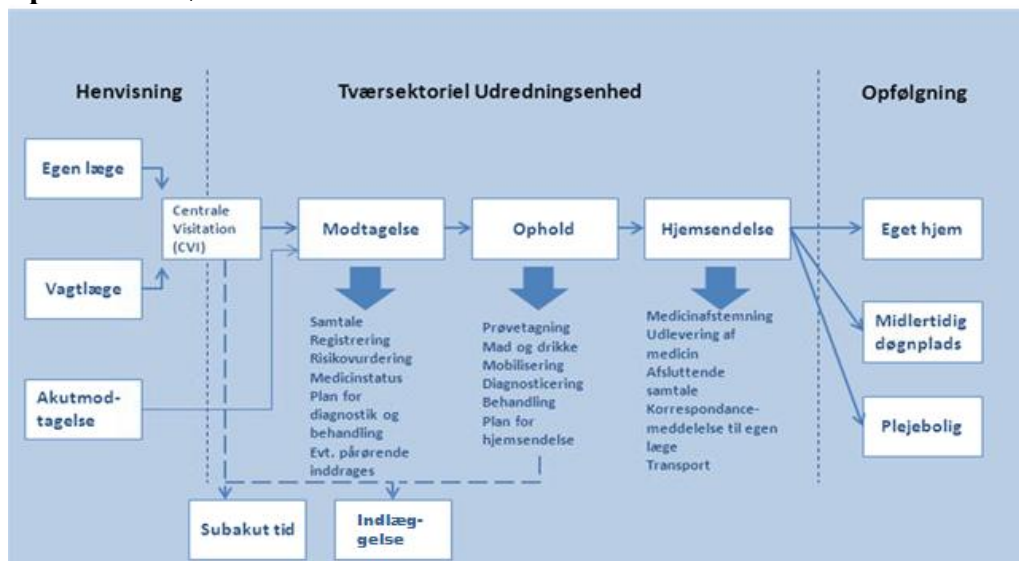 Henvisning
Tværsektoriel Udredningsenhed
Opfølgning
Egen læge
Vagtlæge
Akutmod-
tagelse
Centrale
Visitation
(CVI)
Modtagelse
Ophold
Hjemsendelse
Eget hjem
Midlertidig
døgnplads
Plejebolig
Samtale
Registrering
Risikovurdering
Medicinstatus
Plan for
diagnostik og
behandling
Evt. pårørende
inddrages
Prøvetagning
Mad og drikke
Mobilisering
Diagnosticering
Behandling
Plan for
hjemsendelse
Medicinafstemning
Udlevering af
medicin
Afsluttende
samtale
Korrespondance-
meddelelse til egen
læge
Transport
Subakut tid
Indlæg-
gelse